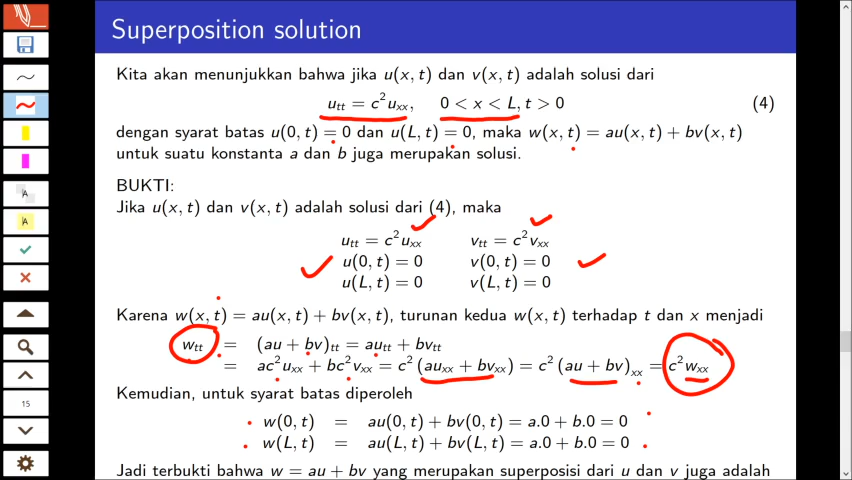 Superposition solution
Kita akan menunjukkan bahwa jika u(x, t) dan v(x, t) adalah solusi dari
u_tt = c²u_xx, 0 < x < L, t > 0 (4)
dengan syarat batas u(0, t) = 0 dan u(L, t) = 0, maka w(x, t) = au(x, t) + bv(x, t)
untuk suatu konstanta a dan b juga merupakan solusi.
BUKTI:
Jika u(x, t) dan v(x, t) adalah solusi dari (4), maka
u_tt = c²u_xx v_tt = c²v_xx
u(0, t) = 0 v(0, t) = 0
u(L, t) = 0 v(L, t) = 0
Karena w(x, t) = au(x, t) + bv(x, t), turunan kedua w(x, t) terhadap t dan x menjadi
w_tt = (au + bv)_tt = au_tt + bv_tt
= ac²u_xx + bc²v_xx = c² (au_xx + bv_xx) = c² (au + bv)_xx = c²w_xx
Kemudian, untuk syarat batas diperoleh
w(0, t) = au(0, t) + bv(0, t) = a.0 + b.0 = 0
w(L, t) = au(L, t) + bv(L, t) = a.0 + b.0 = 0
Jadi terbukti bahwa w = au + bv yang merupakan superposisi dari u dan v juga adalah
A
A
15